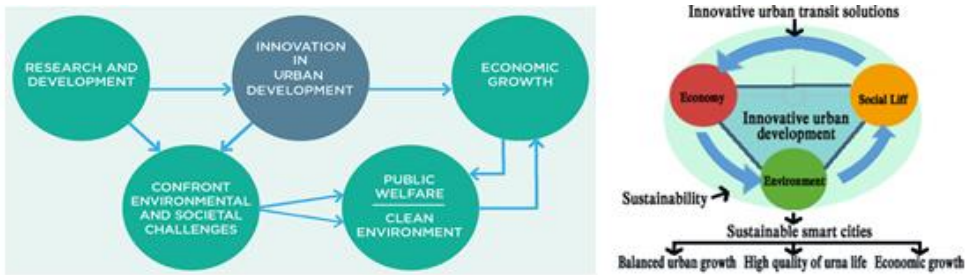 RESEARCH AND
DEVELOPMENT
INNOVATION
IN
URBAN
DEVELOPMENT
ECONOMIC
GROWTH
CONFRONT
ENVIRONMENTAL
AND SOCIETAL
CHALLENGES
PUBLIC
WELFARE
CLEAN
ENVIRONMENT
Innovative urban transit solutions
Economy
Social Liff
Innovative urban
development
Environment
Sustainability
Sustainable smart cities
Balanced urban growth
High quality of urna life
Economic growth